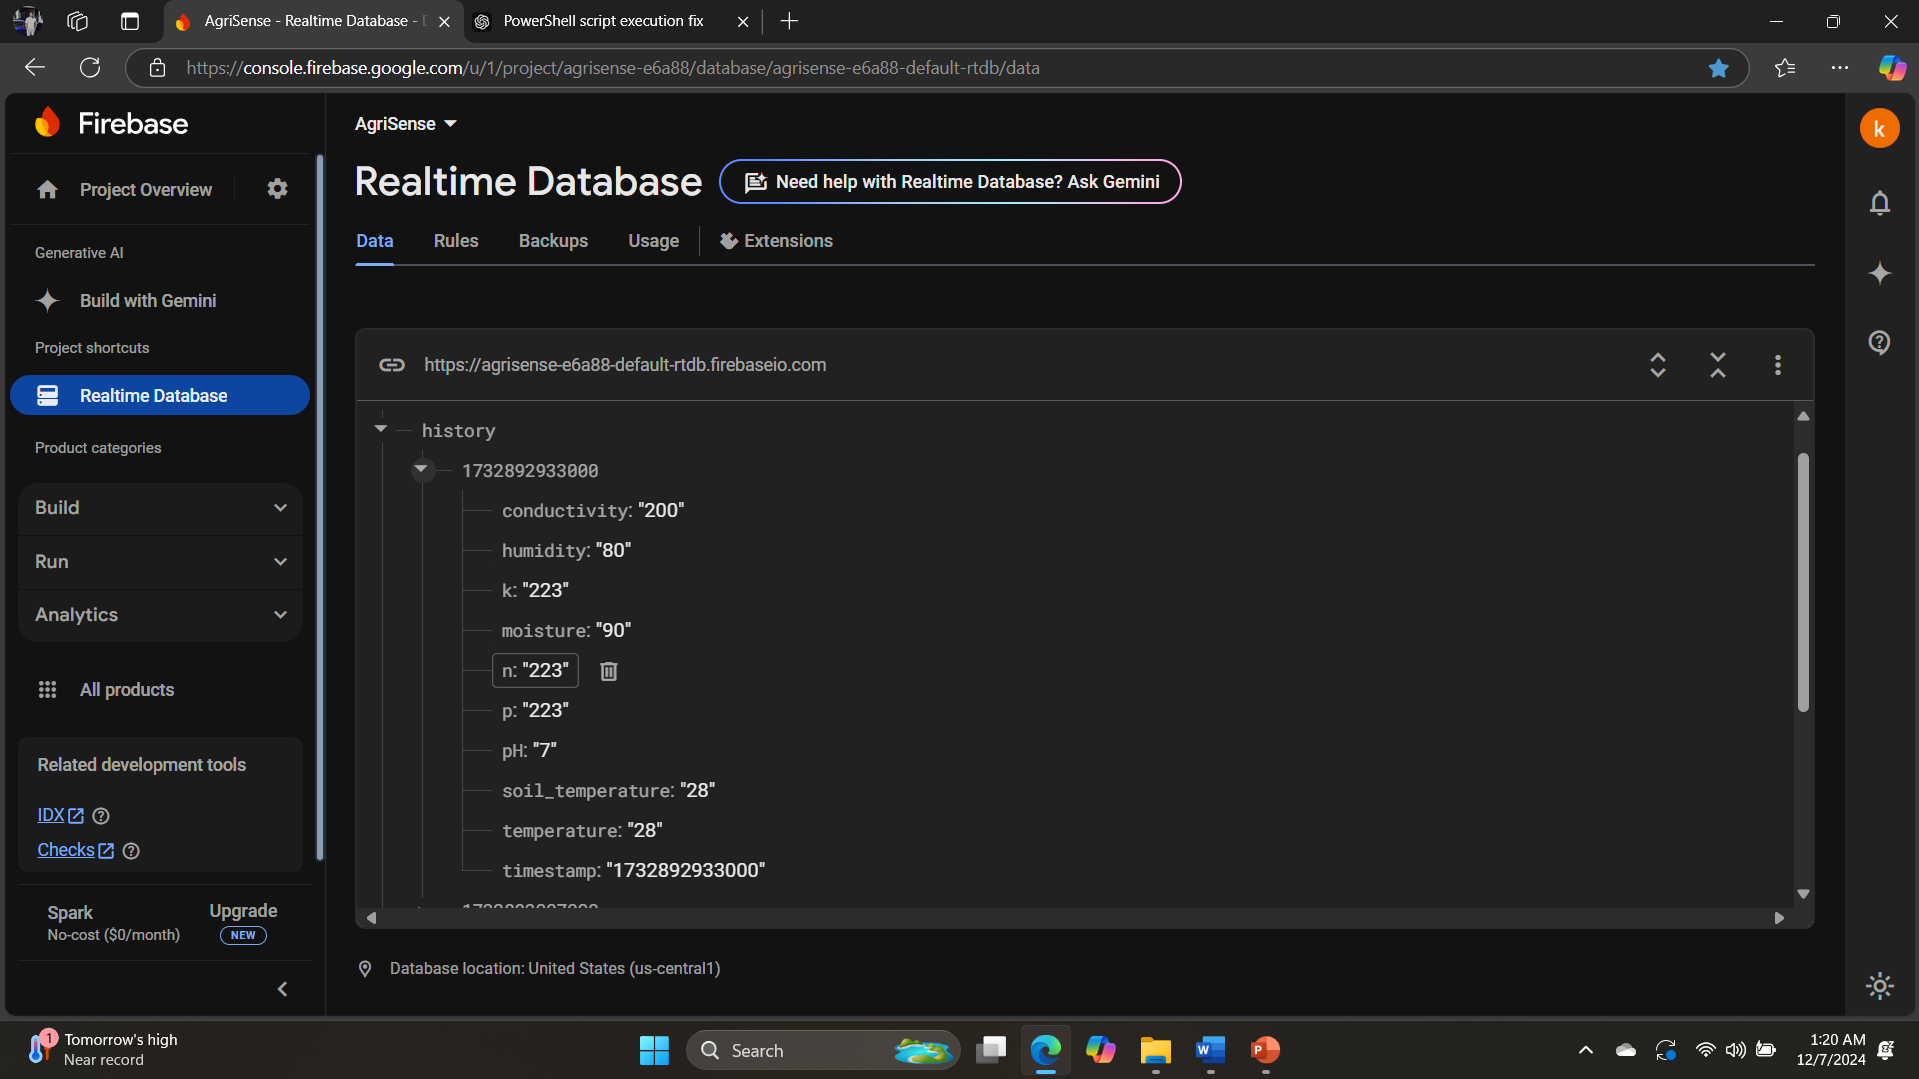 AgriSense - Realtime Database -
PowerShell script execution fix
https://console.firebase.google.com/u/1/project/agrisense-e6a88/database/agrisense-e6a88-default-rtdb/data
Firebase
Project Overview
Generative AI
Build with Gemini
Project shortcuts
Realtime Database
Product categories
Build
Run
Analytics
All products
Related development tools
IDX
Checks
Spark
No-cost ($0/month)
Upgrade
NEW
AgriSense
Realtime Database
Need help with Realtime Database? Ask Gemini
Data Rules Backups Usage Extensions
https://agrisense-e6a88-default-rtdb.firebaseio.com
history
1732892933000
conductivity: "200"
humidity: "80"
k: "223"
moisture: "90"
n: "223"
p: "223"
pH: "7"
soil_temperature: "28"
temperature: "28"
timestamp: "1732892933000"
Database location: United States (us-central1)
k
1
Tomorrow's high
Near record
Search
1:20 AM
12/7/2024